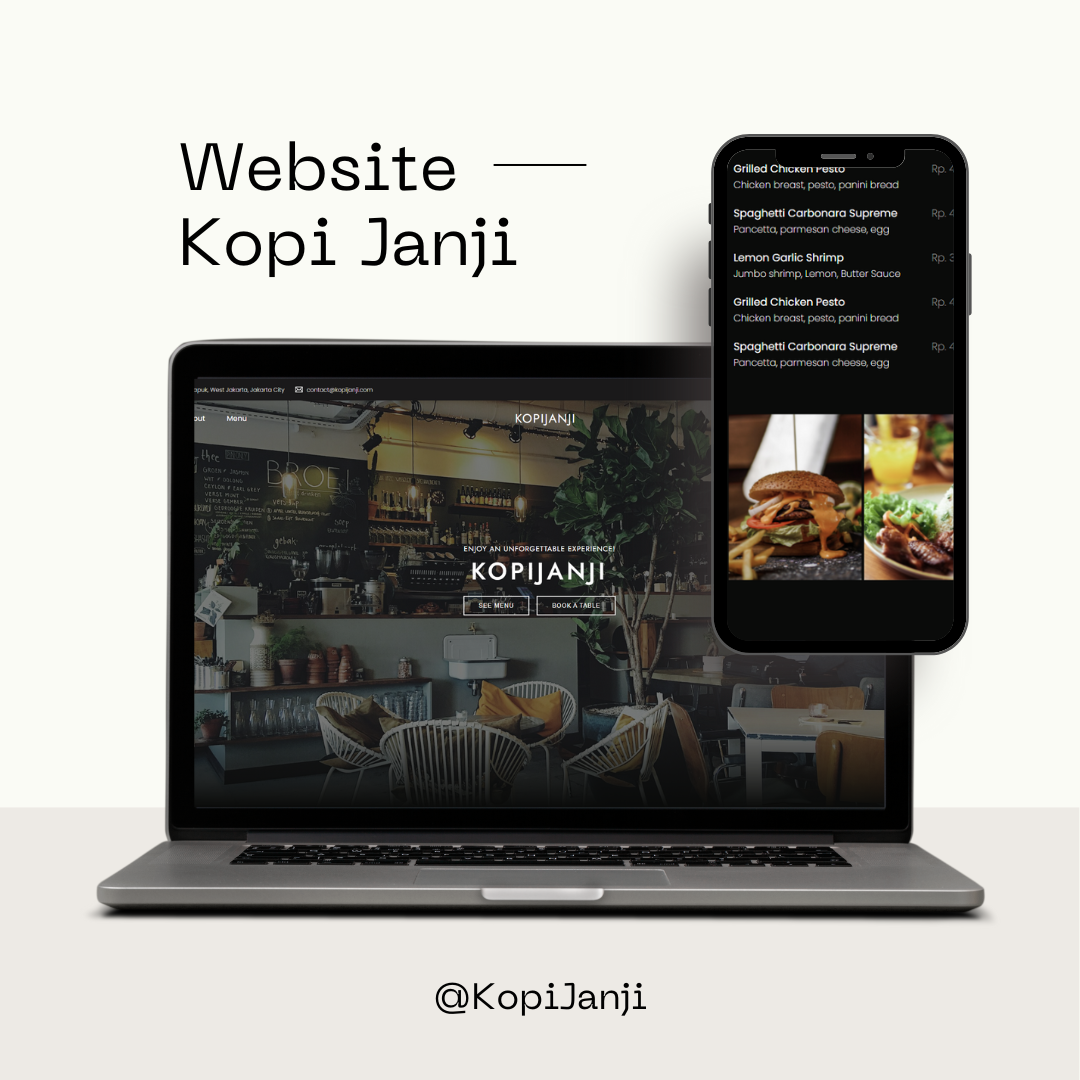 Website
Kopi Janji
Grilled Chicken Pesto
Rp. 4
Chicken breast, pesto, panini bread
Spaghetti Carbonara Supreme
Rp. 4
Pancetta, parmesan cheese, egg
Lemon Garlic Shrimp
Rp. 3
Jumbo shrimp, Lemon, Butter Sauce
Grilled Chicken Pesto
Rp. 4
Chicken breast, pesto, panini bread
Spaghetti Carbonara Supreme
Rp. 4
Pancetta, parmesan cheese, egg
apuk, West Jakarta, Jakarta City
contact@kopijanji.com
out
Menu
KOPIJANJI
thee
BROEI
ENJOY AN UNFORGETTABLE EXPERIENCE!
KOPIJANJI
SEE MENU
BOOK A TABLE
gebak
@KopiJanji